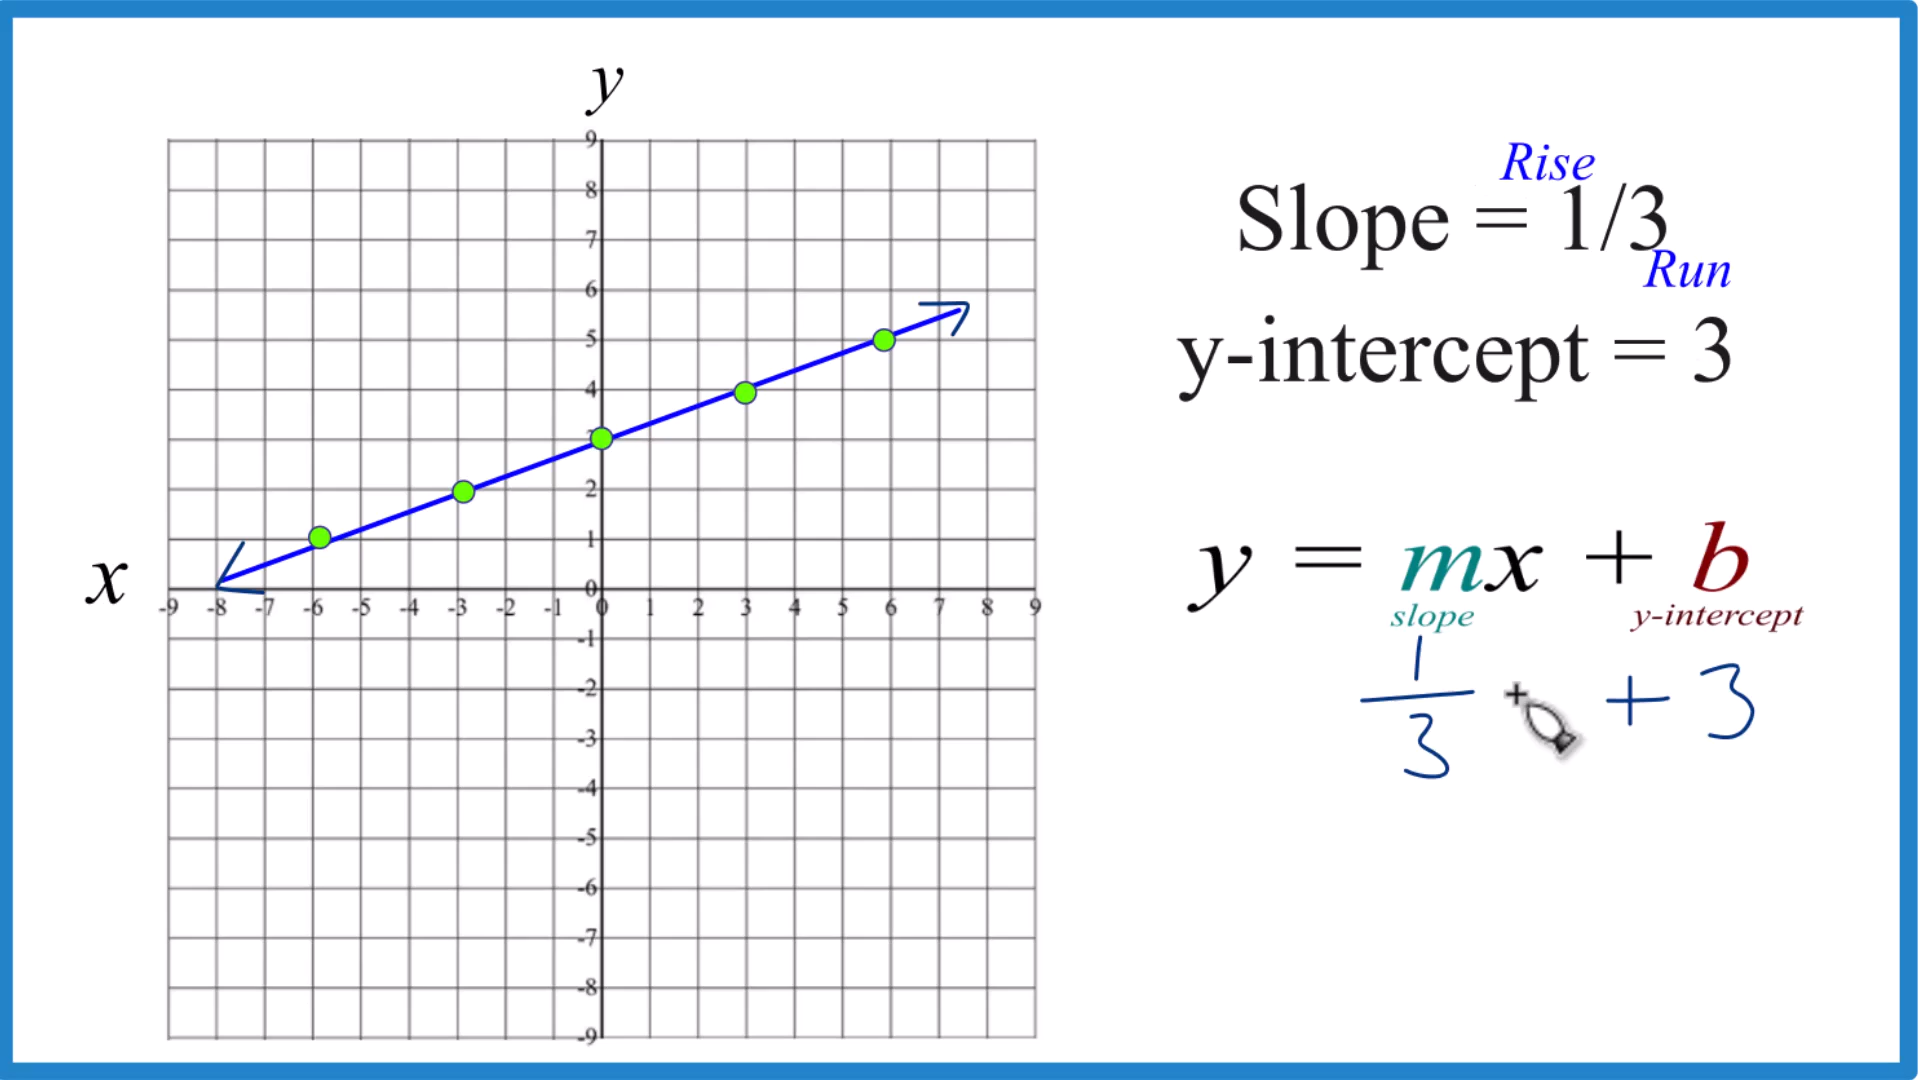 y
9
8
7
6
5
4
2
1
x
0
-9 -8 -7 -6 -5 -4 -3 -2 -1 0 1 2 3 4 5 6 7 8 9
-1
-2
-3
-4
-5
-6
-7
-8
-9
Rise
Slope = 1/3
Run
y-intercept = 3
y = mx + b
slope y-intercept
1
3
+ 3